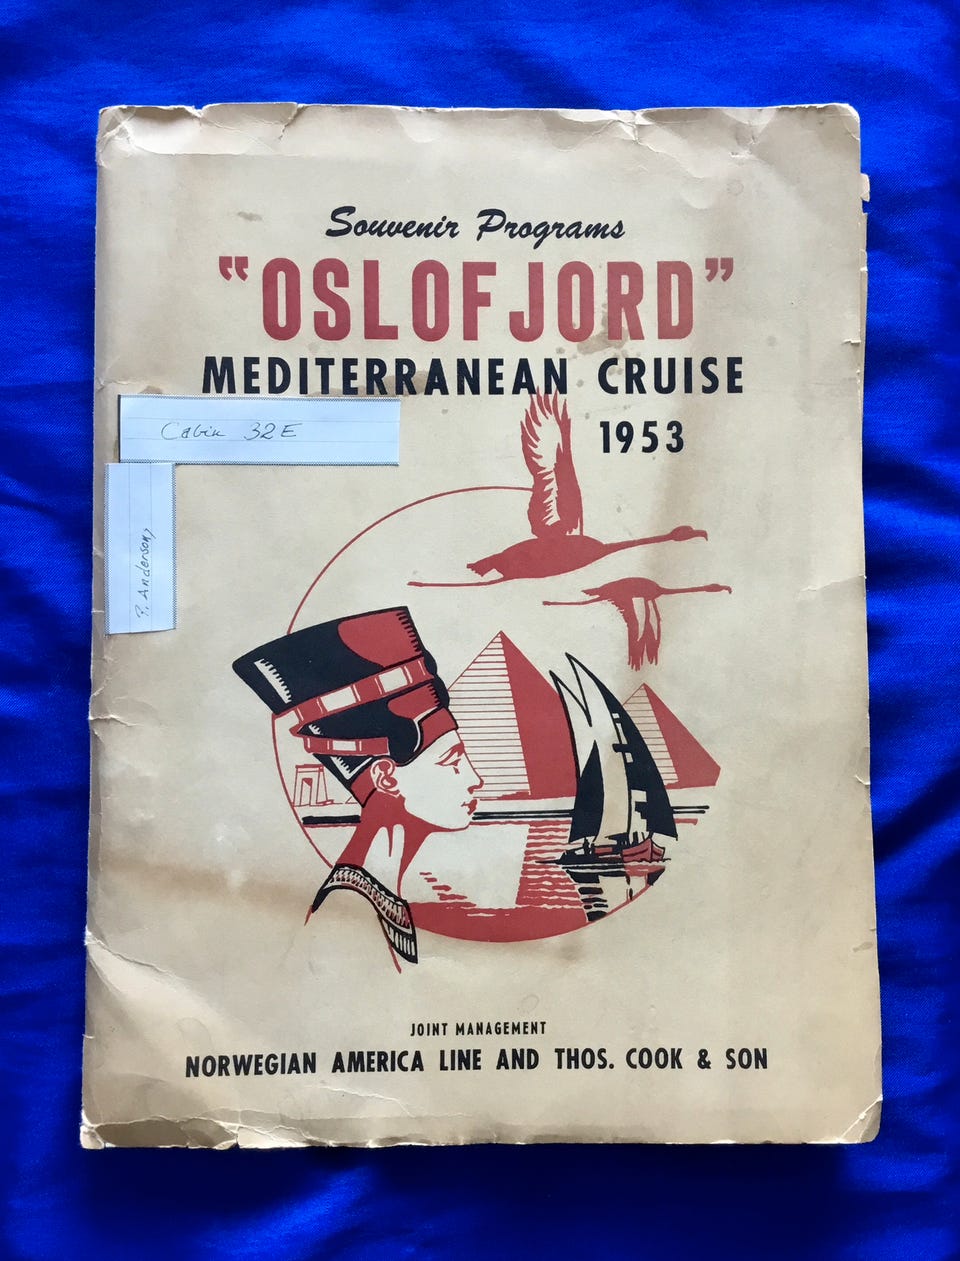 Souvenir Programs
"OSLOFJORD"
MEDITERRANEAN CRUISE
1953
Cabin 32E
P. Anderson,
JOINT MANAGEMENT
NORWEGIAN AMERICA LINE AND THOS. COOK & SON